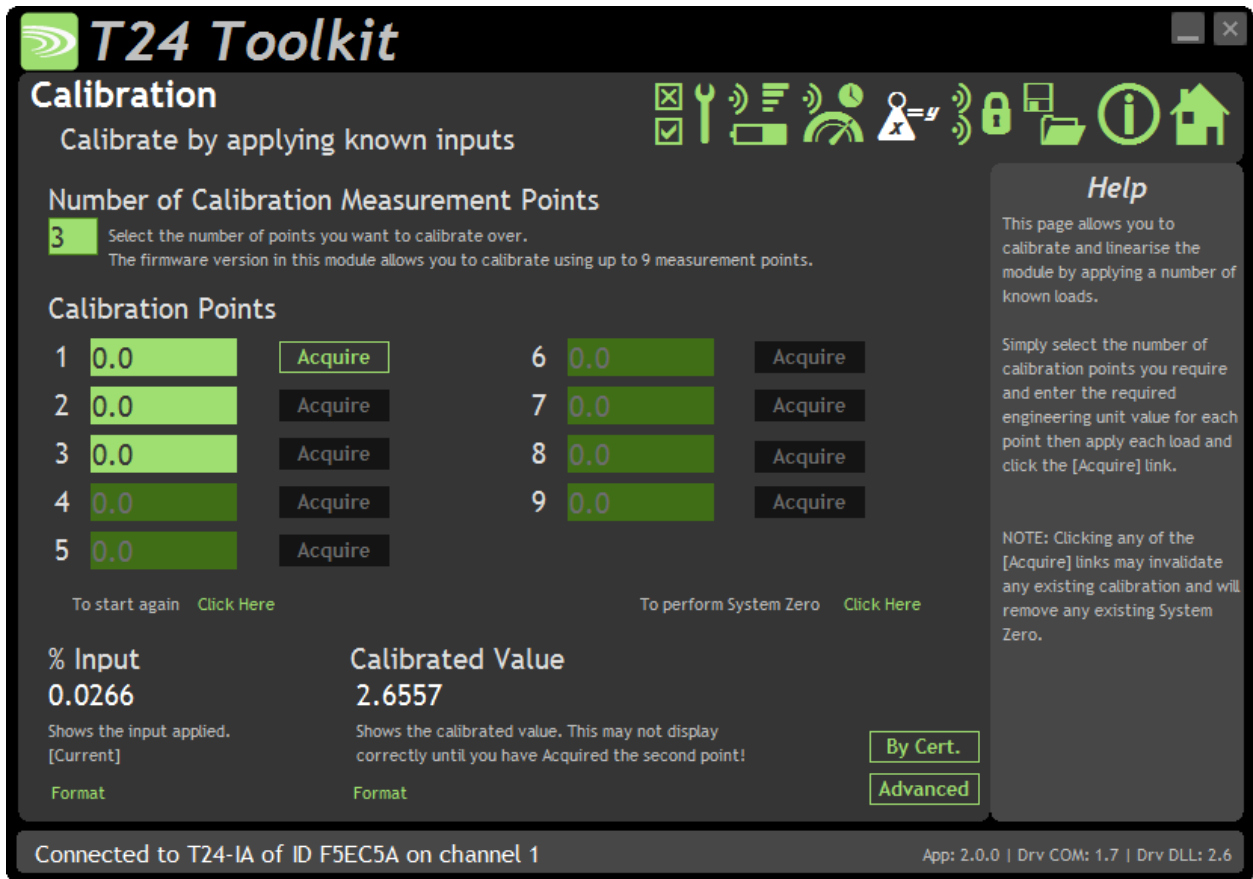 T24 Toolkit
Calibration
Calibrate by applying known inputs
x=y
Number of Calibration Measurement Points
3
Select the number of points you want to calibrate over.
The firmware version in this module allows you to calibrate using up to 9 measurement points.
Calibration Points
1 0.0 Acquire
2 0.0 Acquire
3 0.0 Acquire
4 0.0 Acquire
5 0.0 Acquire
6 0.0 Acquire
7 0.0 Acquire
8 0.0 Acquire
9 0.0 Acquire
To start again Click Here
To perform System Zero Click Here
% Input
0.0266
Shows the input applied.
[Current]
Format
Calibrated Value
2.6557
Shows the calibrated value. This may not display
correctly until you have Acquired the second point!
Format
By Cert.
Advanced
Help
This page allows you to
calibrate and linearise the
module by applying a number of
known loads.
Simply select the number of
calibration points you require
and enter the required
engineering unit value for each
point then apply each load and
click the [Acquire] link.
NOTE: Clicking any of the
[Acquire] links may invalidate
any existing calibration and will
remove any existing System
Zero.
Connected to T24-IA of ID F5EC5A on channel 1
App: 2.0.0 | Drv COM: 1.7 | Drv DLL: 2.6